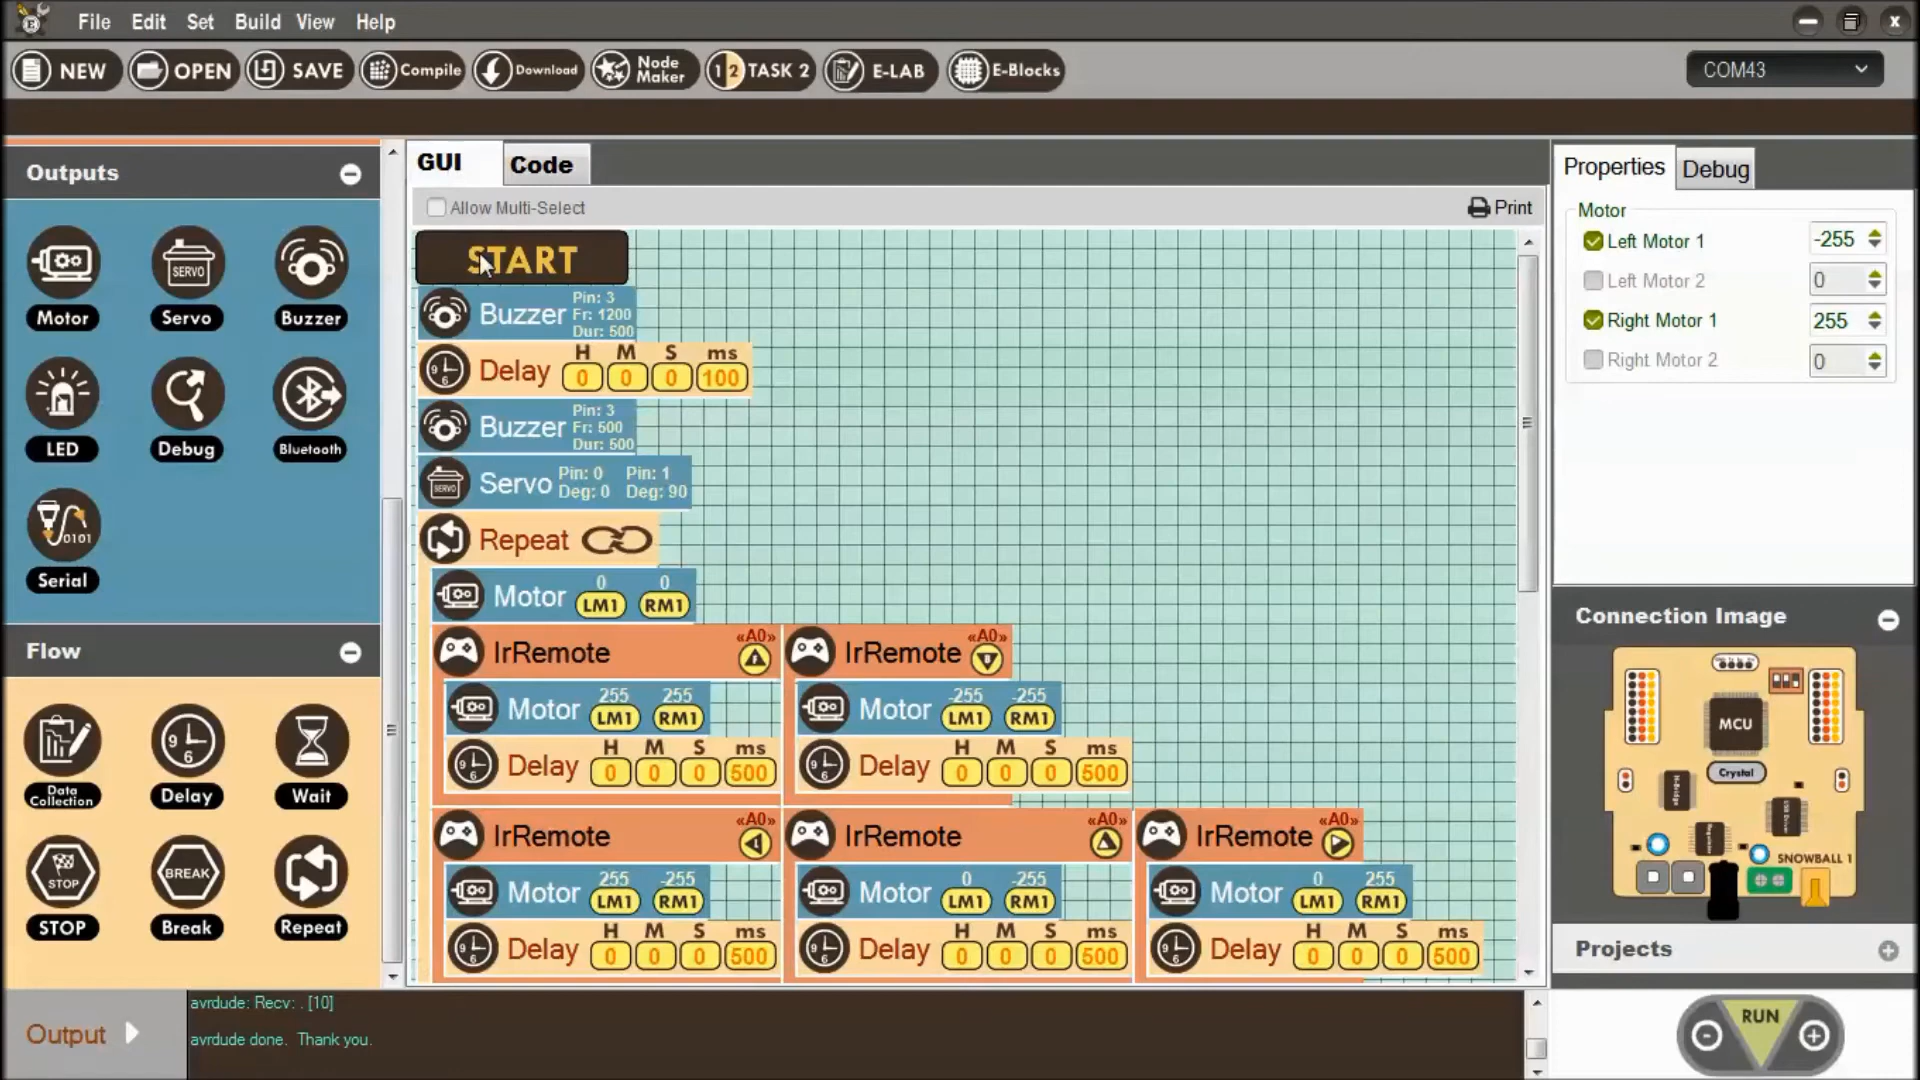 File Edit Set Build View Help
NEW OPEN SAVE Compile Download Node Maker 1 2 TASK 2 E-LAB E-Blocks COM43
Outputs
Motor Servo Buzzer
LED Debug Bluetooth
Serial
Flow
Data Collection Delay Wait
STOP Break Repeat
Output
GUI Code
Allow Multi-Select Print
START
Buzzer Pin: 3 Fr: 1200 Dur: 500
Delay H 0 M 0 S 0 ms 100
Buzzer Pin: 3 Fr: 500 Dur: 500
Servo Pin: 0 Deg: 0 Pin: 1 Deg: 90
Repeat
Motor 0 LM1 0 RM1
IrRemote «A0» IrRemote «A0»
Motor 255 LM1 255 RM1 Motor -255 LM1 -255 RM1
Delay H 0 M 0 S 0 ms 500 Delay H 0 M 0 S 0 ms 500
IrRemote «A0» IrRemote «A0» IrRemote «A0»
Motor 255 LM1 -255 RM1 Motor 0 LM1 -255 RM1 Motor 0 LM1 255 RM1
Delay H 0 M 0 S 0 ms 500 Delay H 0 M 0 S 0 ms 500 Delay H 0 M 0 S 0 ms 500
avrdude: Recv: . [10]
avrdude done. Thank you.
Properties Debug
Motor
Left Motor 1 -255
Left Motor 2 0
Right Motor 1 255
Right Motor 2 0
Connection Image
MCU
Crystal
H-Bridge
USB Driver
Regulator
SNOWBALL 1
Projects
RUN